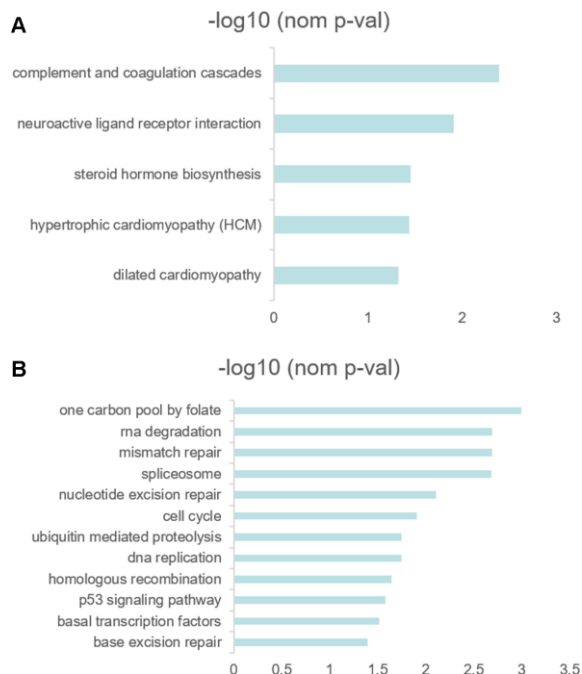 A
-log10 (nom p-val)
complement and coagulation cascades
neuroactive ligand receptor interaction
steroid hormone biosynthesis
hypertrophic cardiomyopathy (HCM)
dilated cardiomyopathy
0 1 2 3
B
-log10 (nom p-val)
one carbon pool by folate
rna degradation
mismatch repair
spliceosome
nucleotide excision repair
cell cycle
ubiquitin mediated proteolysis
dna replication
homologous recombination
p53 signaling pathway
basal transcription factors
base excision repair
0 0.5 1 1.5 2 2.5 3 3.5